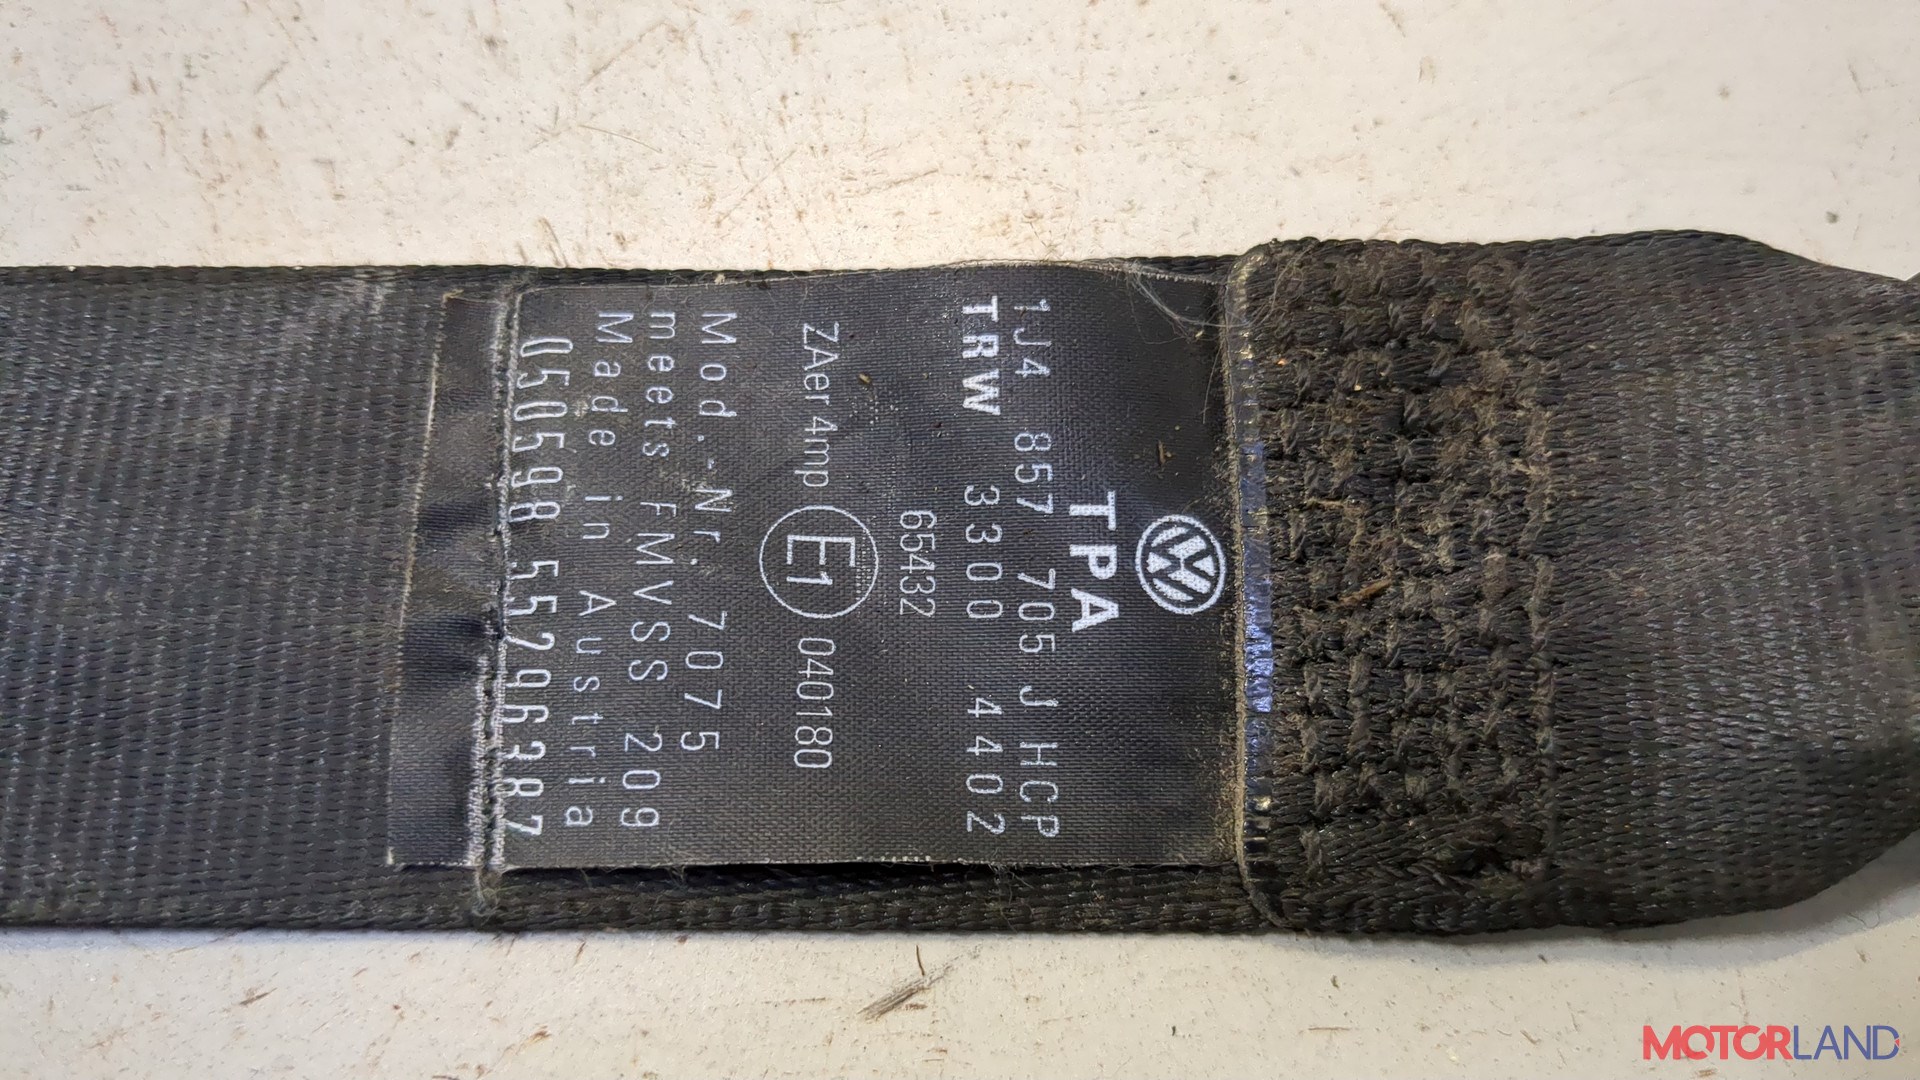 TPA
1J4 857 705 J HCP
TRW 3300 4402
65432
ZAer 4mp E1 040180
Mod.-Nr. 7075
meets FMVSS 209
Made in Austria
050598 55296387
MOTORLAND